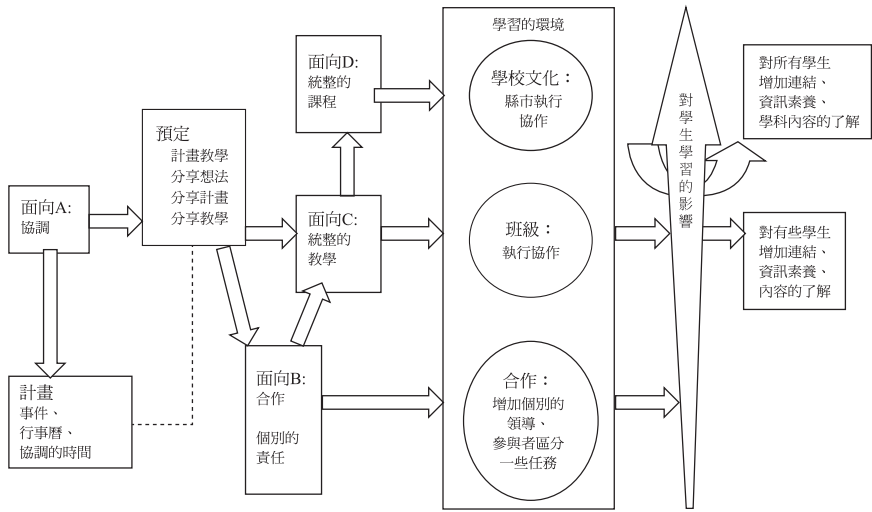 面向A:
協調
計畫
事件、
行事曆、
協調的時間
預定
計畫教學
分享想法
分享計畫
分享教學
面向B:
合作
個別的
責任
面向C:
統整的
教學
面向D:
統整的
課程
學習的環境
學校文化：
縣市執行
協作
班級：
執行協作
合作：
增加個別的
領導、
參與者區分
一些任務
對學生學習的影響
對所有學生
增加連結、
資訊素養、
學科內容的了解
對有些學生
增加連結、
資訊素養、
內容的了解